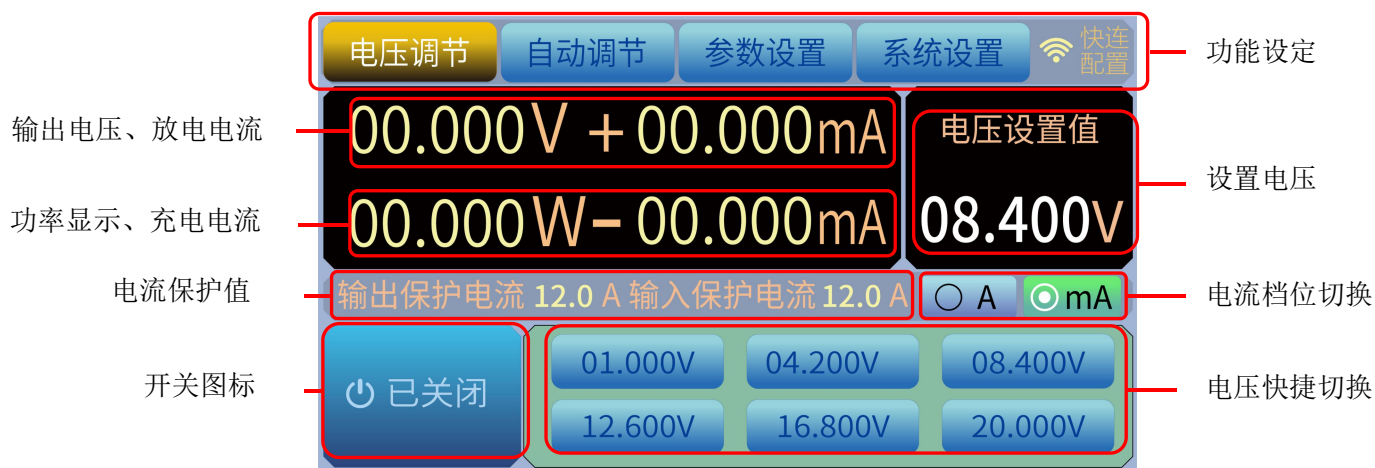 电压调节 自动调节 参数设置 系统设置 快连配置
功能设定
输出电压、放电电流
00.000V +00.000mA
电压设置值
设置电压
功率显示、充电电流
00.000W-00.000mA
08.400V
电流保护值
输出保护电流 12.0 A 输入保护电流 12.0 A
A mA
电流档位切换
开关图标
已关闭
01.000V 04.200V 08.400V
电压快捷切换
12.600V 16.800V 20.000V